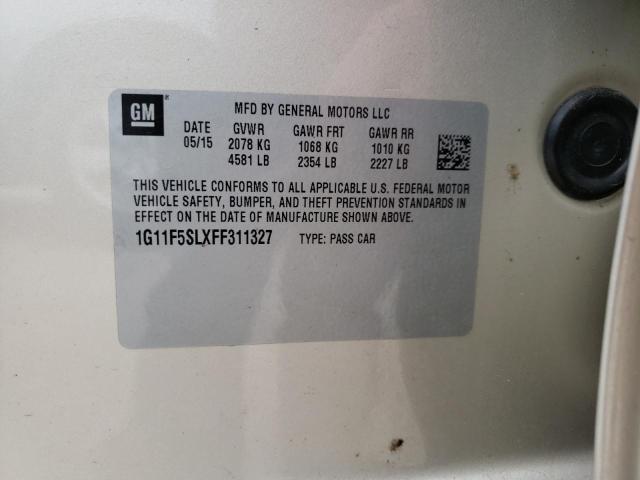 GM MFD BY GENERAL MOTORS LLC
DATE GVWR GAWR FRT GAWR RR
05/15 2078 KG 1068 KG 1010 KG
4581 LB 2354 LB 2227 LB
THIS VEHICLE CONFORMS TO ALL APPLICABLE U.S. FEDERAL MOTOR
VEHICLE SAFETY, BUMPER, AND THEFT PREVENTION STANDARDS IN
EFFECT ON THE DATE OF MANUFACTURE SHOWN ABOVE.
1G11F5SLXFF311327 TYPE: PASS CAR